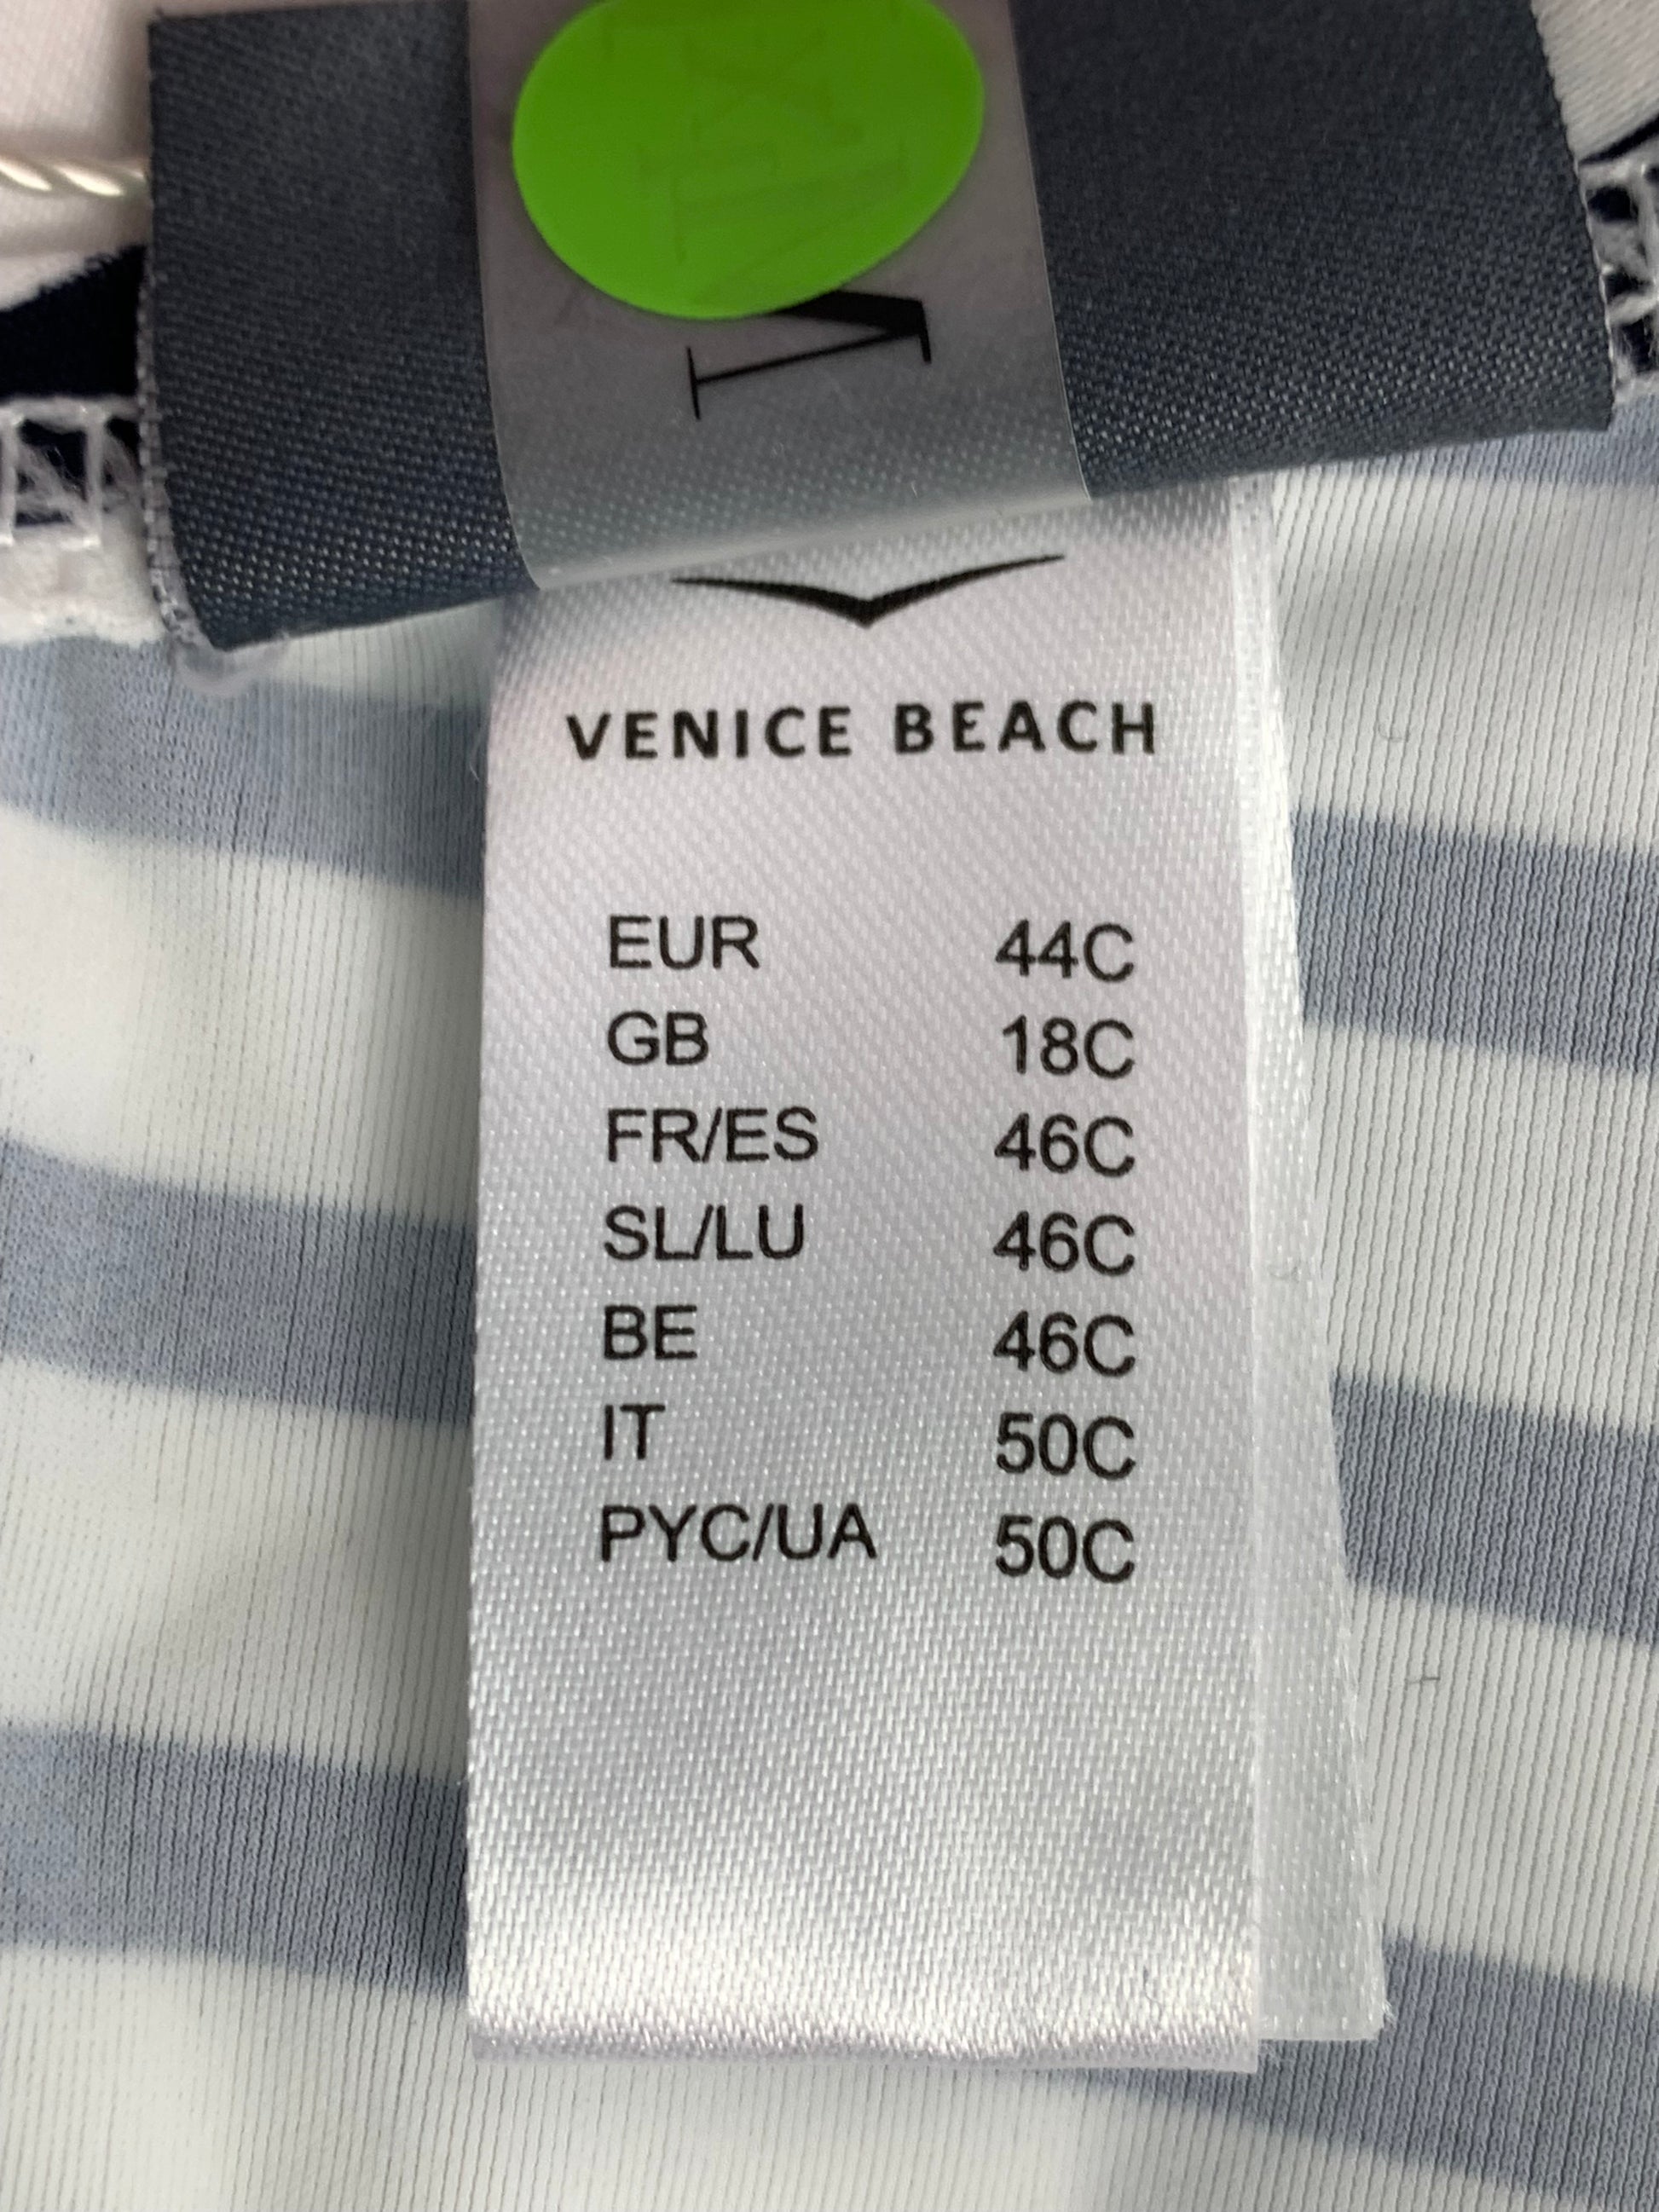 VENICE BEACH
EUR 44C
GB 18C
FR/ES 46C
SL/LU 46C
BE 46C
IT 50C
PYC/UA 50C